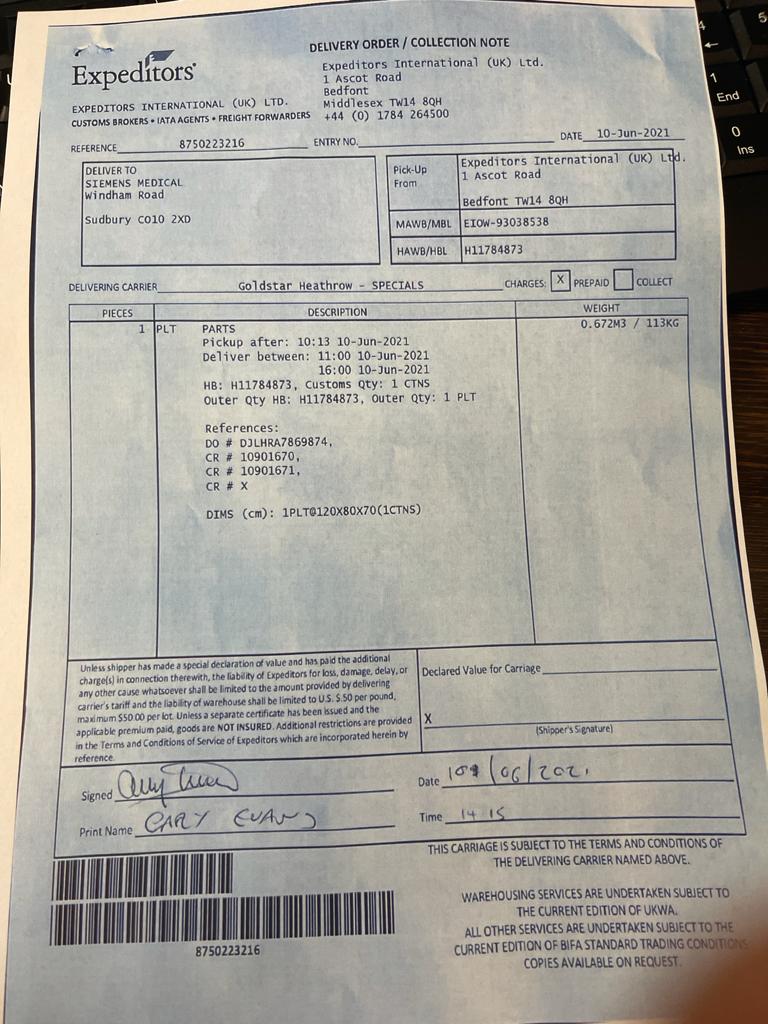 Expeditors®
EXPEDITORS INTERNATIONAL (UK) LTD.
CUSTOMS BROKERS • IATA AGENTS • FREIGHT FORWARDERS
DELIVERY ORDER / COLLECTION NOTE
Expeditors International (UK) Ltd.
1 Ascot Road
Bedfont
Middlesex TW14 8QH
+44 (0) 1784 264500
REFERENCE 8750223216 ENTRY NO. DATE 10-Jun-2021
DELIVER TO
SIEMENS MEDICAL
Windham Road
Sudbury CO10 2XD
Pick-Up From
Expeditors International (UK) Ltd.
1 Ascot Road
Bedfont TW14 8QH
MAWB/MBL EIOW-93038538
HAWB/HBL H11784873
DELIVERING CARRIER Goldstar Heathrow - SPECIALS CHARGES: X PREPAID COLLECT
PIECES DESCRIPTION WEIGHT
1 PLT PARTS 0.672M3 / 113KG
Pickup after: 10:13 10-Jun-2021
Deliver between: 11:00 10-Jun-2021
16:00 10-Jun-2021
HB: H11784873, Customs Qty: 1 CTNS
Outer Qty HB: H11784873, Outer Qty: 1 PLT
References:
DO # DJLHRA7869874,
CR # 10901670,
CR # 10901671,
CR # X
DIMS (cm): 1PLT@120X80X70(1CTNS)
Unless shipper has made a special declaration of value and has paid the additional
charge(s) in connection therewith, the liability of Expeditors for loss, damage, delay, or
any other cause whatsoever shall be limited to the amount provided by delivering
carrier's tariff and the liability of warehouse shall be limited to U.S. $.50 per pound,
maximum $50.00 per lot. Unless a separate certificate has been issued and the
applicable premium paid, goods are NOT INSURED. Additional restrictions are provided
in the Terms and Conditions of Service of Expeditors which are incorporated herein by
reference.
Declared Value for Carriage
X
(Shipper's Signature)
Signed
Date /06/2021
Print Name GARY EVANS
Time 14 15
THIS CARRIAGE IS SUBJECT TO THE TERMS AND CONDITIONS OF
THE DELIVERING CARRIER NAMED ABOVE.
WAREHOUSING SERVICES ARE UNDERTAKEN SUBJECT TO
THE CURRENT EDITION OF UKWA.
ALL OTHER SERVICES ARE UNDERTAKEN SUBJECT TO THE
CURRENT EDITION OF BIFA STANDARD TRADING CONDITIONS
COPIES AVAILABLE ON REQUEST.
8750223216
4
←
5
1
End
0
Ins